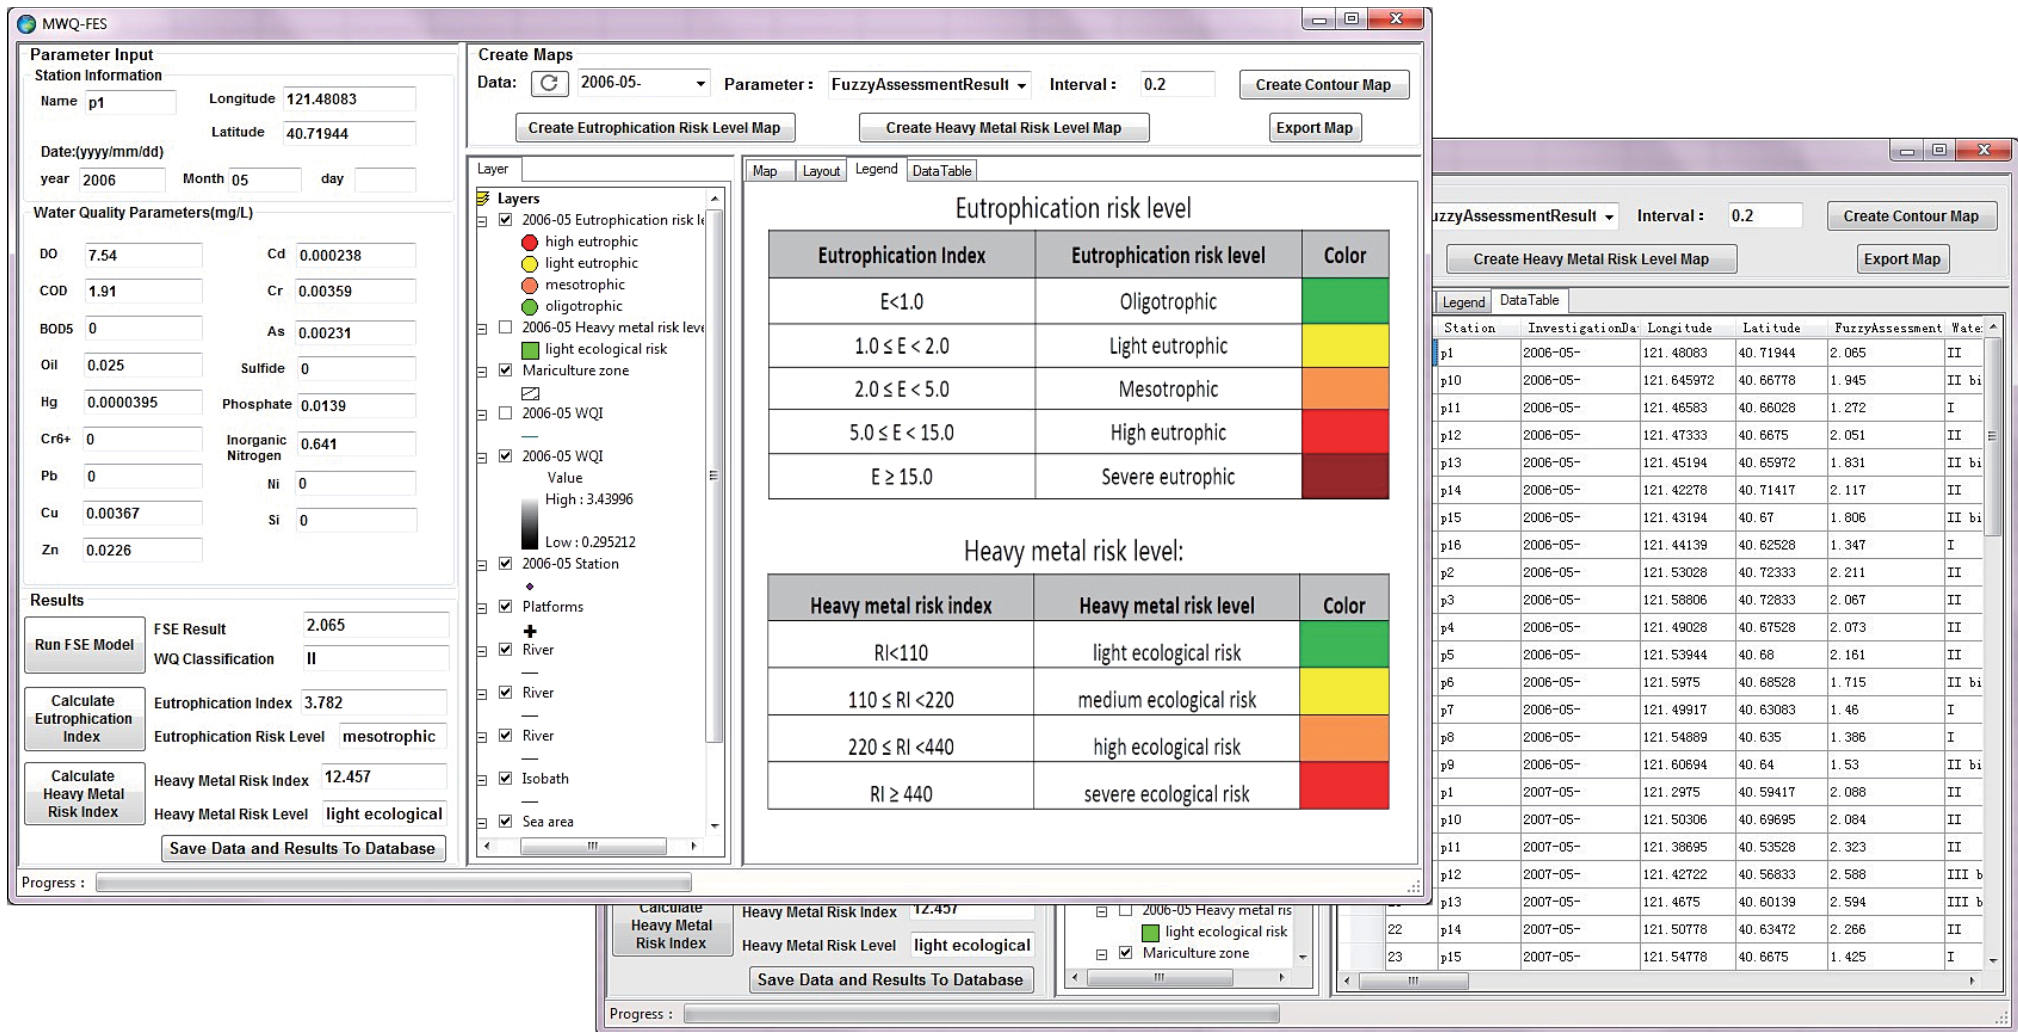 MWQ-FES
Parameter Input
Station Information
Name p1 Longitude 121.48083
Latitude 40.71944
Date:(yyyy/mm/dd)
year 2006 Month 05 day
Water Quality Parameters(mg/L)
DO 7.54 Cd 0.000238
COD 1.91 Cr 0.00359
BOD5 0 As 0.00231
Oil 0.025 Sulfide 0
Hg 0.0000395 Phosphate 0.0139
Cr6+ 0 Inorganic Nitrogen 0.641
Pb 0 Ni 0
Cu 0.00367 Si 0
Zn 0.0226
Results
Run FSE Model
FSE Result 2.065
WQ Classification II
Calculate Eutrophication Index
Eutrophication Index 3.782
Eutrophication Risk Level mesotrophic
Calculate Heavy Metal Risk Index
Heavy Metal Risk Index 12.457
Heavy Metal Risk Level light ecological
Save Data and Results To Database
Progress :
Create Maps
Data: 2006-05- Parameter : FuzzyAssessmentResult Interval : 0.2 Create Contour Map
Create Eutrophication Risk Level Map Create Heavy Metal Risk Level Map Export Map
Layer
Layers
2006-05 Eutrophication risk le
high eutrophic
light eutrophic
mesotrophic
oligotrophic
2006-05 Heavy metal risk leve
light ecological risk
Mariculture zone
2006-05 WQI
2006-05 WQI
Value
High : 3.43996
Low : 0.295212
2006-05 Station
Platforms
River
River
River
Isobath
Sea area
Map Layout Legend DataTable
Eutrophication risk level
Eutrophication Index Eutrophication risk level Color
E<1.0 Oligotrophic
1.0 ≤ E < 2.0 Light eutrophic
2.0 ≤ E < 5.0 Mesotrophic
5.0 ≤ E < 15.0 High eutrophic
E ≥ 15.0 Severe eutrophic
Heavy metal risk level:
Heavy metal risk index Heavy metal risk level Color
RI<110 light ecological risk
110 ≤ RI <220 medium ecological risk
220 ≤ RI <440 high ecological risk
RI ≥ 440 severe ecological risk
uzzyAssessmentResult Interval : 0.2 Create Contour Map
Create Heavy Metal Risk Level Map Export Map
Legend DataTable
Station InvestigationDa Longitude Latitude FuzzyAssessment Wate
p1 2006-05- 121.48083 40.71944 2.065 II
p10 2006-05- 121.645972 40.66778 1.945 II bi
p11 2006-05- 121.46583 40.66028 1.272 I
p12 2006-05- 121.47333 40.6675 2.051 II
p13 2006-05- 121.45194 40.65972 1.831 II bi
p14 2006-05- 121.42278 40.71417 2.117 II
p15 2006-05- 121.43194 40.67 1.806 II bi
p16 2006-05- 121.44139 40.62528 1.347 I
p2 2006-05- 121.53028 40.72333 2.211 II
p3 2006-05- 121.58806 40.72833 2.067 II
p4 2006-05- 121.49028 40.67528 2.073 II
p5 2006-05- 121.53944 40.68 2.161 II
p6 2006-05- 121.5975 40.68528 1.715 II bi
p7 2006-05- 121.49917 40.63083 1.46 I
p8 2006-05- 121.54889 40.635 1.386 I
p9 2006-05- 121.60694 40.64 1.53 II bi
p1 2007-05- 121.2975 40.59417 2.088 II
p10 2007-05- 121.50306 40.69695 2.084 II
p11 2007-05- 121.38695 40.53528 2.323 II
p12 2007-05- 121.42722 40.56833 2.588 III b
p13 2007-05- 121.4675 40.60139 2.594 III b
22 p14 2007-05- 121.50778 40.63472 2.266 II
23 p15 2007-05- 121.54778 40.6675 1.425 I
Calculate Heavy Metal Risk Index
Heavy Metal Risk Index 12.457
Heavy Metal Risk Level light ecological
Save Data and Results To Database
2006-05 Heavy metal ris
light ecological risk
Mariculture zone
Progress :